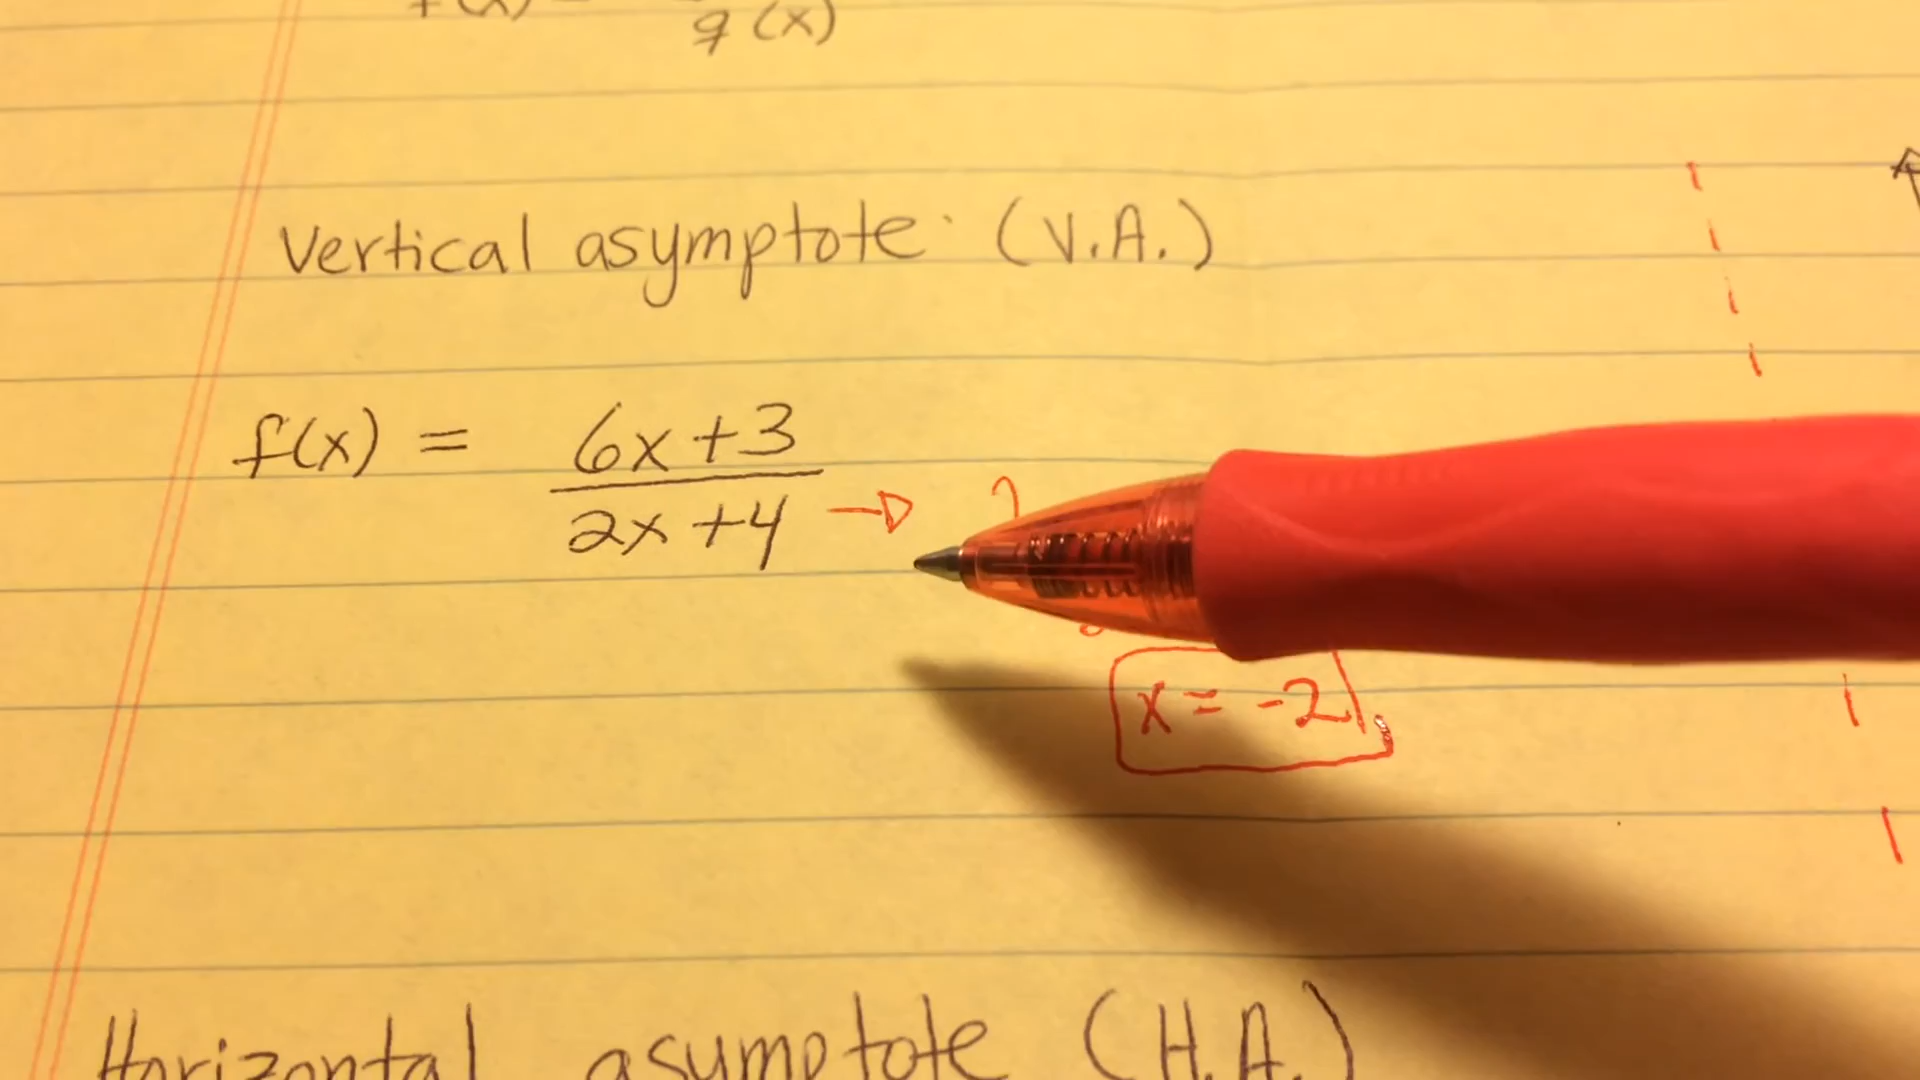 q(x)
Vertical asymptote (V.A.)
f(x) = 6x+3
2x+4 →
x = -2
Horizontal asymptote (H.A.)